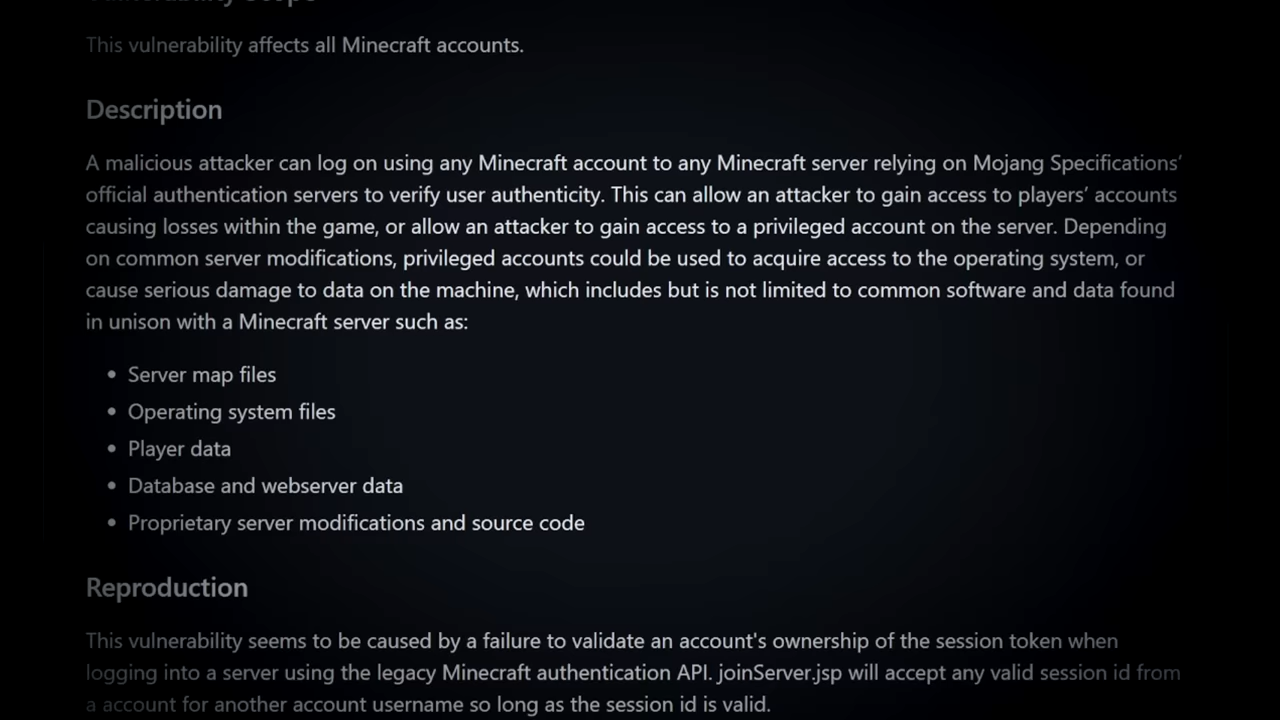 This vulnerability affects all Minecraft accounts.
Description
A malicious attacker can log on using any Minecraft account to any Minecraft server relying on Mojang Specifications'
official authentication servers to verify user authenticity. This can allow an attacker to gain access to players' accounts
causing losses within the game, or allow an attacker to gain access to a privileged account on the server. Depending
on common server modifications, privileged accounts could be used to acquire access to the operating system, or
cause serious damage to data on the machine, which includes but is not limited to common software and data found
in unison with a Minecraft server such as:
• Server map files
• Operating system files
• Player data
• Database and webserver data
• Proprietary server modifications and source code
Reproduction
This vulnerability seems to be caused by a failure to validate an account's ownership of the session token when
logging into a server using the legacy Minecraft authentication API. joinServer.jsp will accept any valid session id from
a account for another account username so long as the session id is valid.